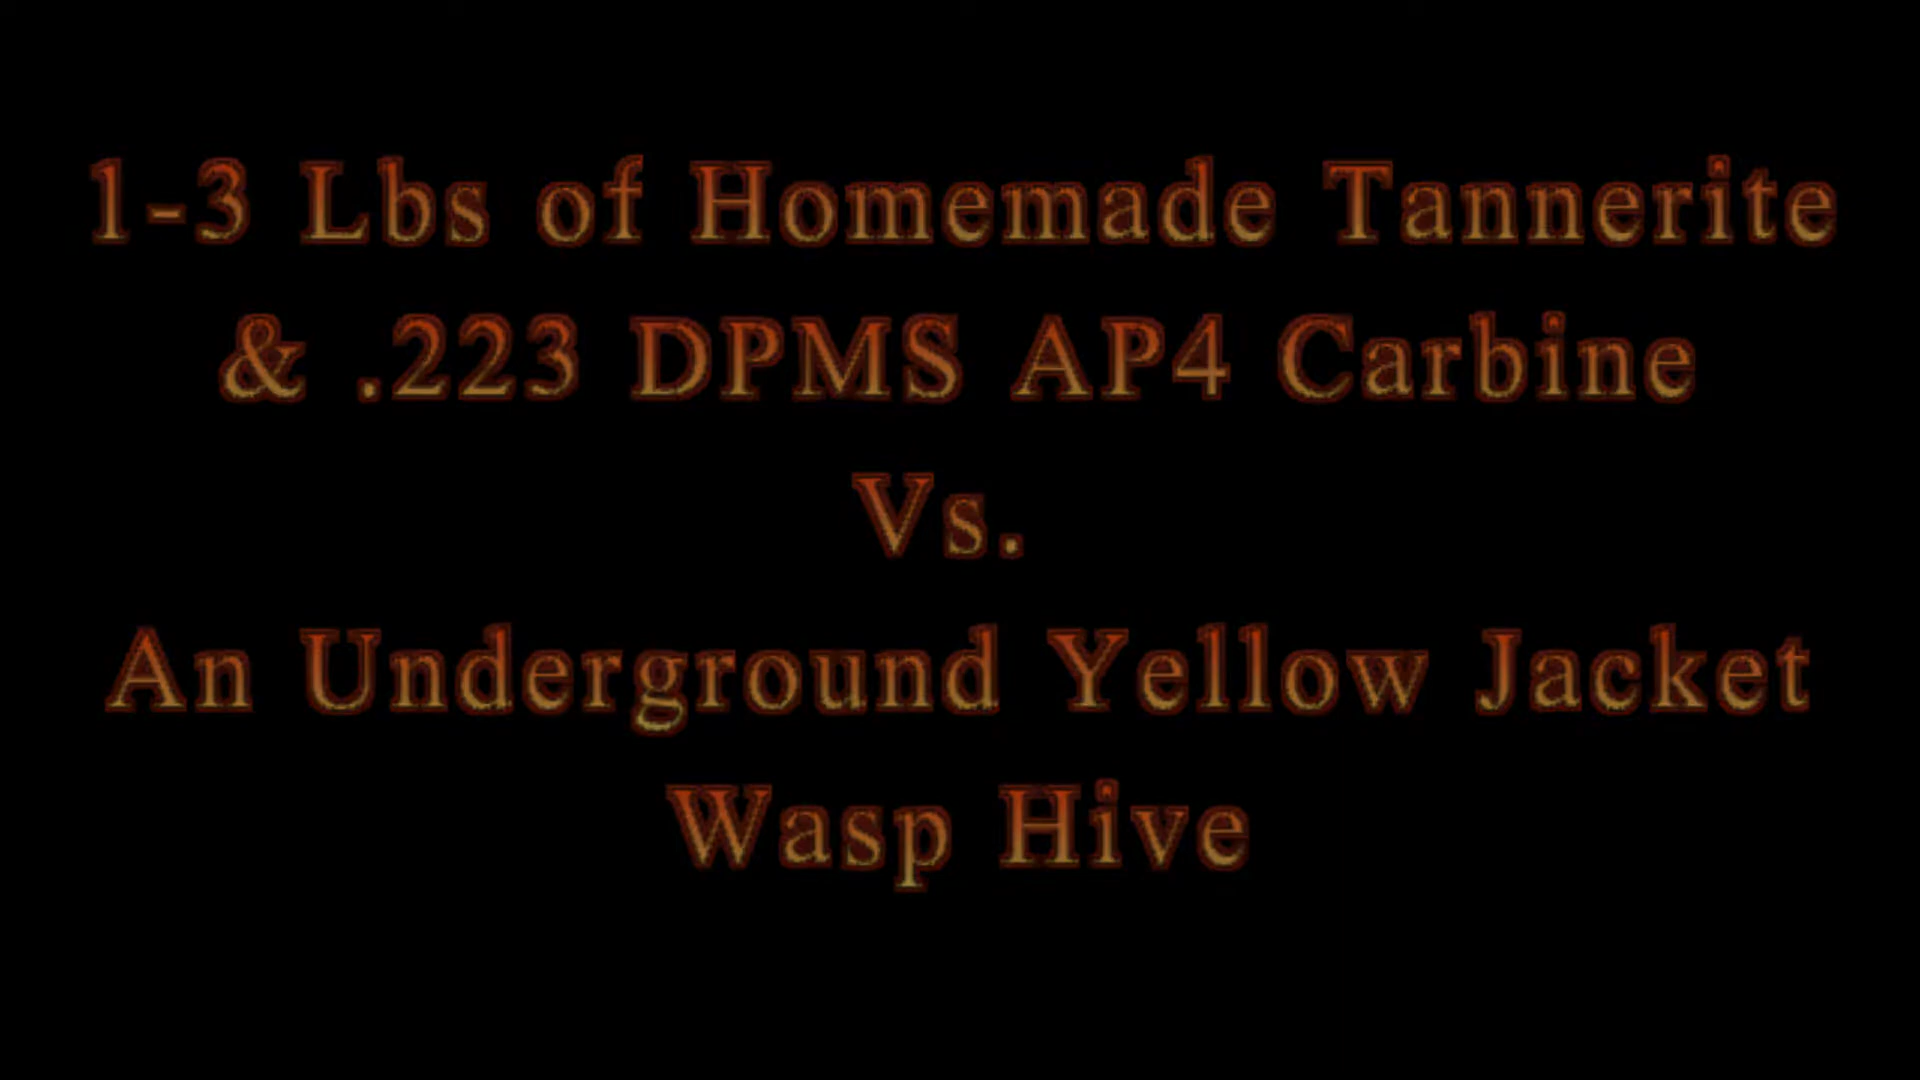 1-3 Lbs of Homemade Tannerite
& .223 DPMS AP4 Carbine
Vs.
An Underground Yellow Jacket
Wasp Hive